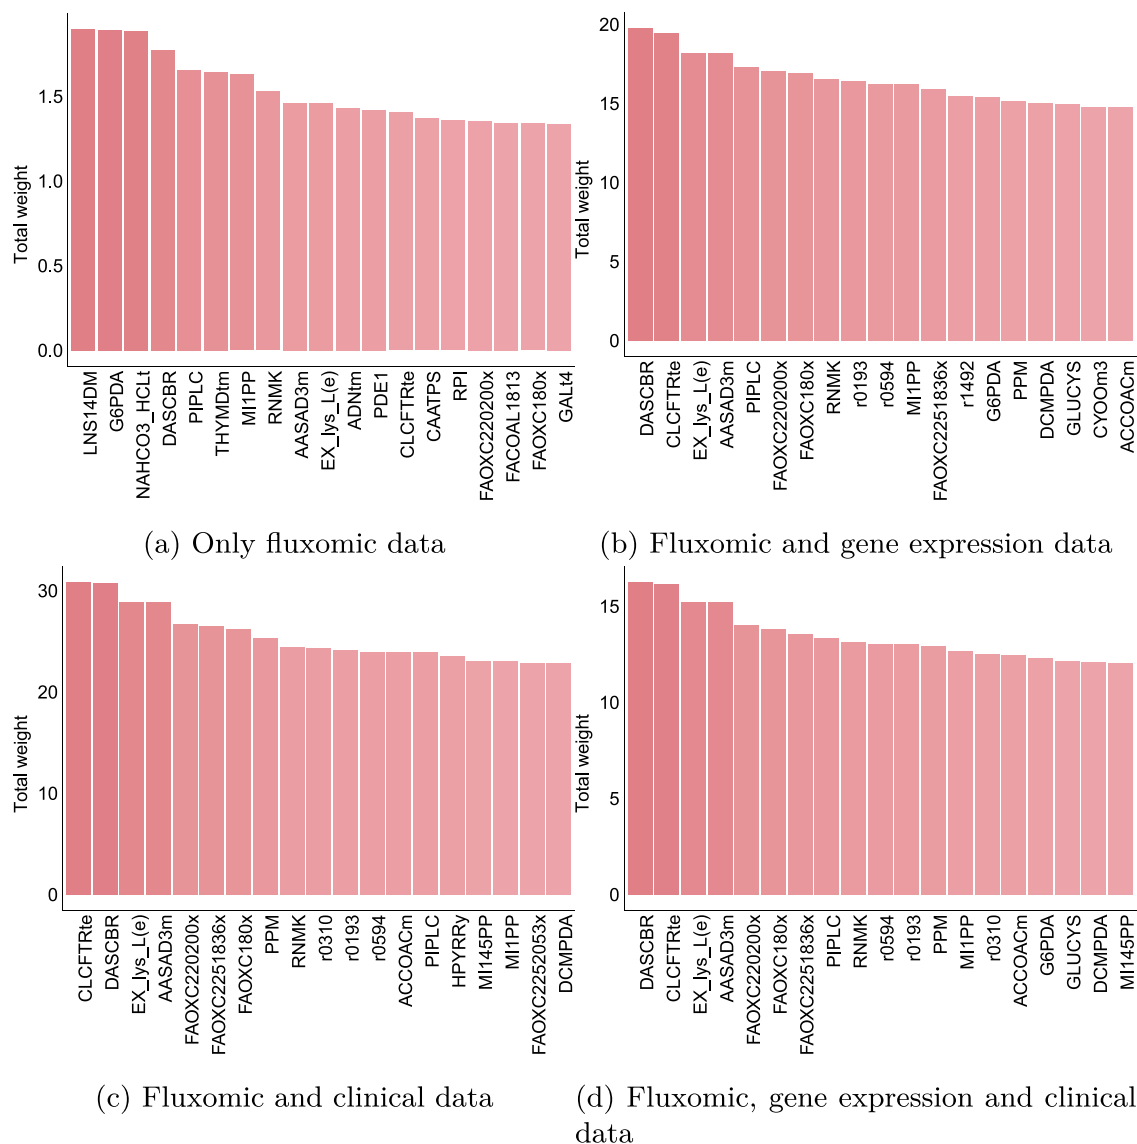 Total weight
1.5
1.0
0.5
0.0
LNS14DM
G6PDA
NAHCO3_HCLt
DASCBR
PIPLC
THYMDtm
MI1PP
RNMK
AASAD3m
EX_lys_L(e)
ADNtm
PDE1
CLCFTRte
CAATPS
RPI
FAOXC220200x
FACOAL1813
FAOXC180x
GALt4
(a) Only fluxomic data
Total weight
20
15
10
5
0
DASCBR
CLCFTRte
EX_lys_L(e)
AASAD3m
PIPLC
FAOXC220200x
FAOXC180x
RNMK
r0193
r0594
MI1PP
FAOXC2251836x
r1492
G6PDA
PPM
DCMPDA
GLUCYS
CYOOm3
ACCOACm
(b) Fluxomic and gene expression data
Total weight
30
20
10
0
CLCFTRte
DASCBR
EX_lys_L(e)
AASAD3m
FAOXC220200x
FAOXC2251836x
FAOXC180x
PPM
RNMK
r0310
r0193
r0594
ACCOACm
PIPLC
HPYRRy
MI145PP
MI1PP
FAOXC2252053x
DCMPDA
(c) Fluxomic and clinical data
Total weight
15
10
5
0
DASCBR
CLCFTRte
EX_lys_L(e)
AASAD3m
FAOXC220200x
FAOXC180x
FAOXC2251836x
PIPLC
RNMK
r0594
r0193
PPM
MI1PP
r0310
ACCOACm
G6PDA
GLUCYS
DCMPDA
MI145PP
(d) Fluxomic, gene expression and clinical
data